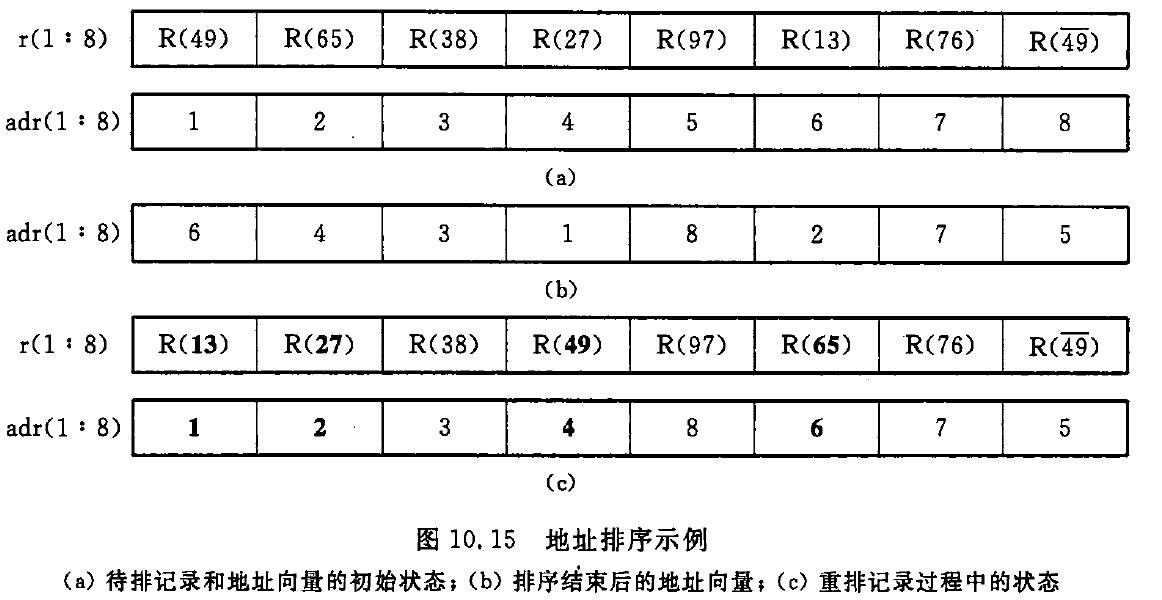 r(1：8) R(49) R(65) R(38) R(27) R(97) R(13) R(76) R(4̅9̅)
adr(1：8) 1 2 3 4 5 6 7 8
(a)
adr(1：8) 6 4 3 1 8 2 7 5
(b)
r(1：8) R(13) R(27) R(38) R(49) R(97) R(65) R(76) R(4̅9̅)
adr(1：8) 1 2 3 4 8 6 7 5
(c)
图 10.15 地址排序示例
(a) 待排记录和地址向量的初始状态；(b) 排序结束后的地址向量；(c) 重排记录过程中的状态